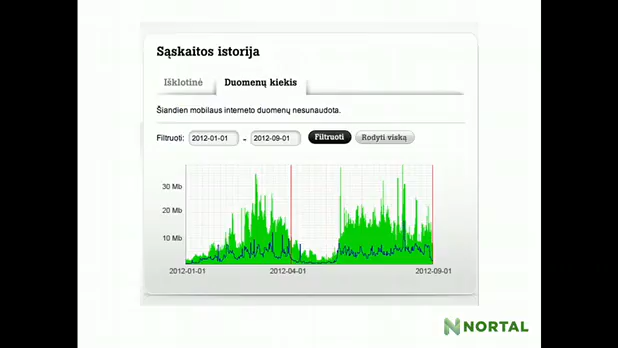 Sąskaitos istorija
Išklotinė Duomenų kiekis
Šiandien mobilaus interneto duomenų nesunaudota.
Filtruoti: 2012-01-01 - 2012-09-01 Filtruoti Rodyti viską
30 Mb
20 Mb
10 Mb
2012-01-01 2012-04-01 2012-09-01
NORTAL